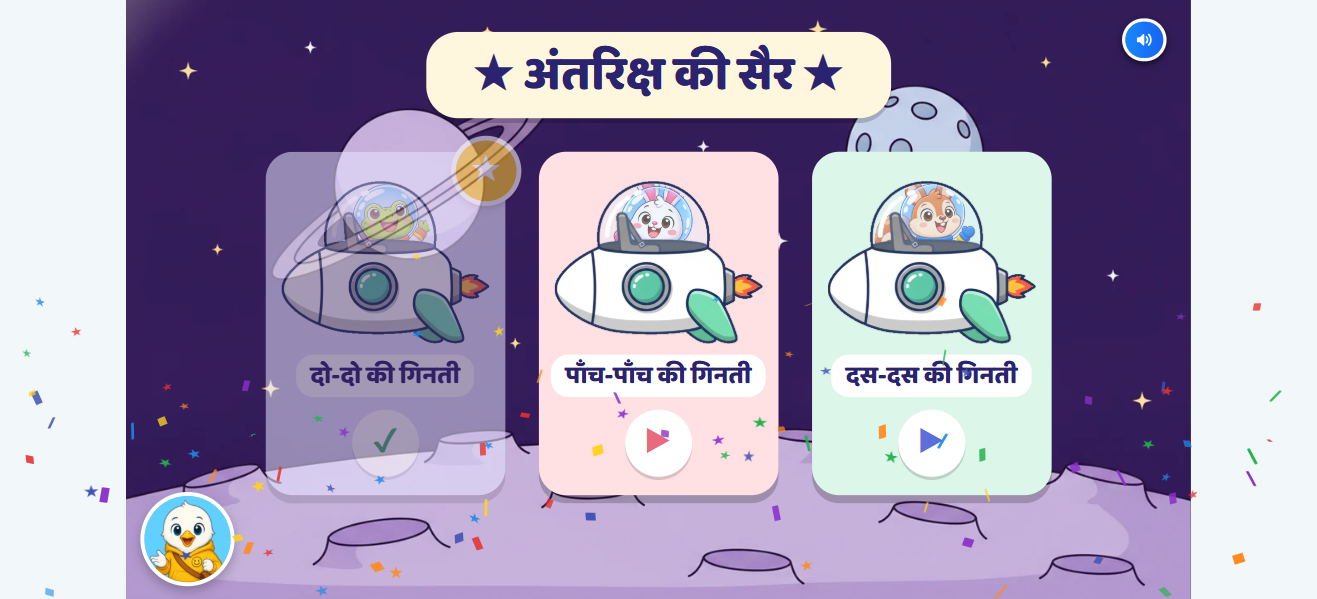 ★ अंतरिक्ष की सैर ★
दो-दो की गिनती
पाँच-पाँच की गिनती
दस-दस की गिनती